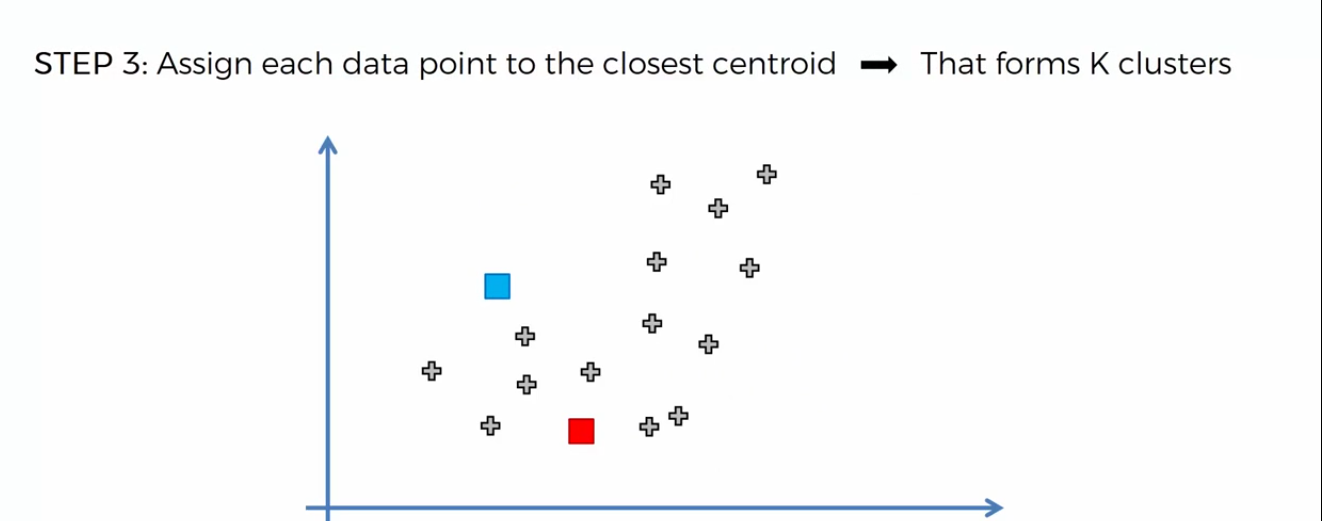 STEP 3: Assign each data point to the closest centroid ➡ That forms K clusters